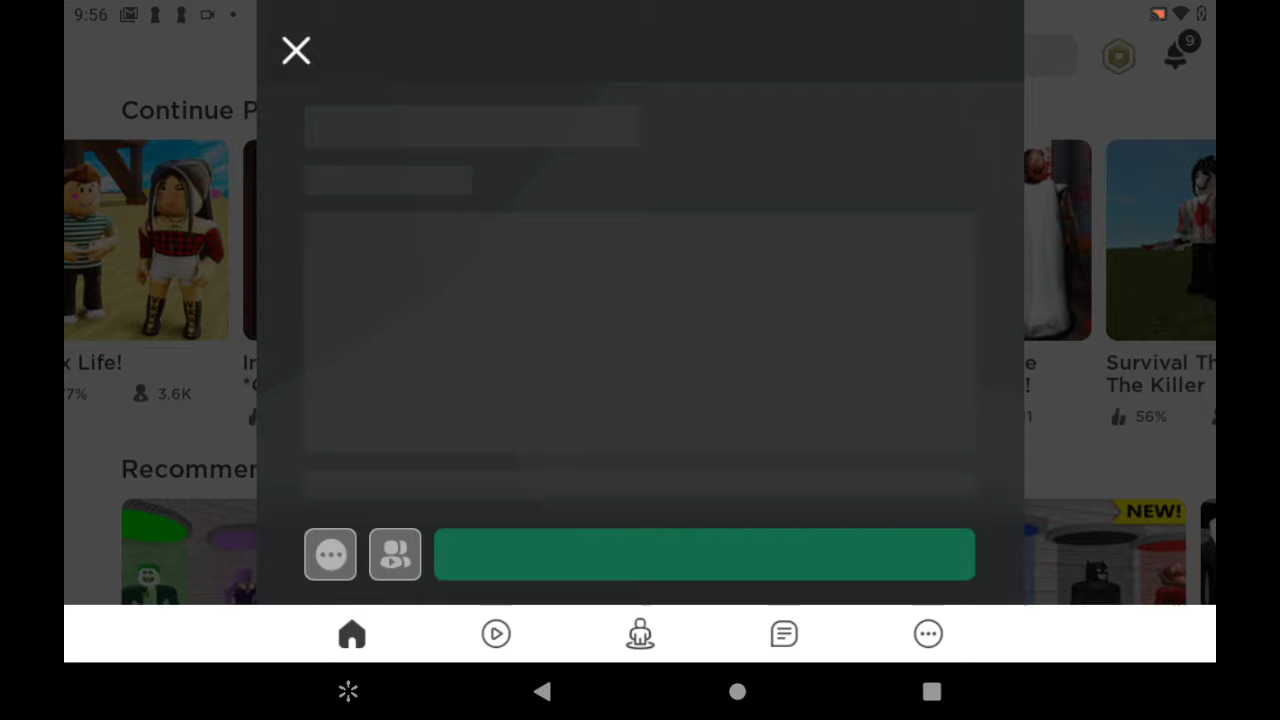 9:56
9
Continue P
x Life!
7%
3.6K
In
e
!
Survival Th
The Killer
56%
Recommen
NEW!